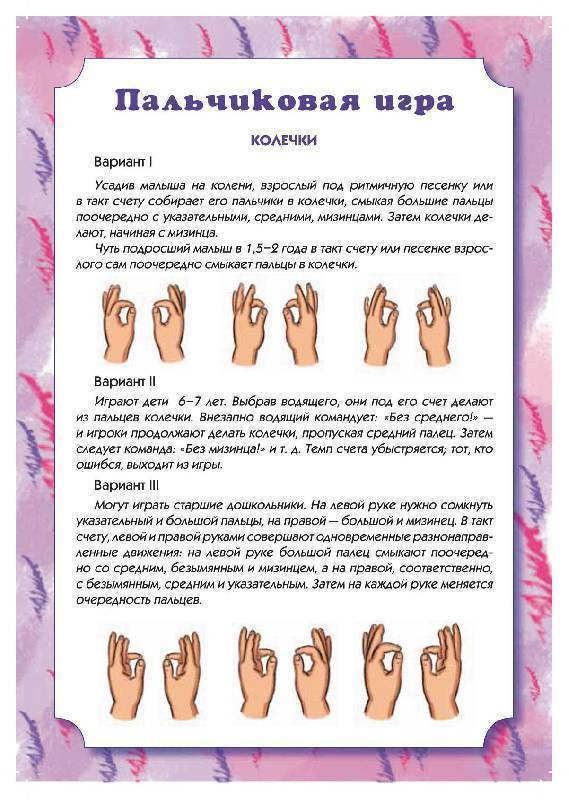 Пальчиковая игра
КОЛЕЧКИ
Вариант I
Усадив малыша на колени, взрослый под ритмичную песенку или
в такт счету собирает его пальчики в колечки, смыкая большие пальцы
поочередно с указательными, средними, мизинцами. Затем колечки де-
лают, начиная с мизинца.
Чуть подросший малыш в 1,5–2 года в такт счету или песенке взрос-
лого сам поочередно смыкает пальцы в колечки.
Вариант II
Играют дети 6–7 лет. Выбрав водящего, они под его счет делают
из пальцев колечки. Внезапно водящий командует: «Без среднего!» —
и игроки продолжают делать колечки, пропуская средний палец. Затем
следует команда: «Без мизинца!» и т. д. Темп счета убыстряется; тот, кто
ошибся, выходит из игры.
Вариант III
Могут играть старшие дошкольники. На левой руке нужно сомкнуть
указательный и большой пальцы, на правой — большой и мизинец. В такт
счету, левой и правой руками совершают одновременные разнонаправ-
ленные движения: на левой руке большой палец смыкают поочеред-
но со средним, безымянным и мизинцем, а на правой, соответственно,
с безымянным, средним и указательным. Затем на каждой руке меняется
очередность пальцев.